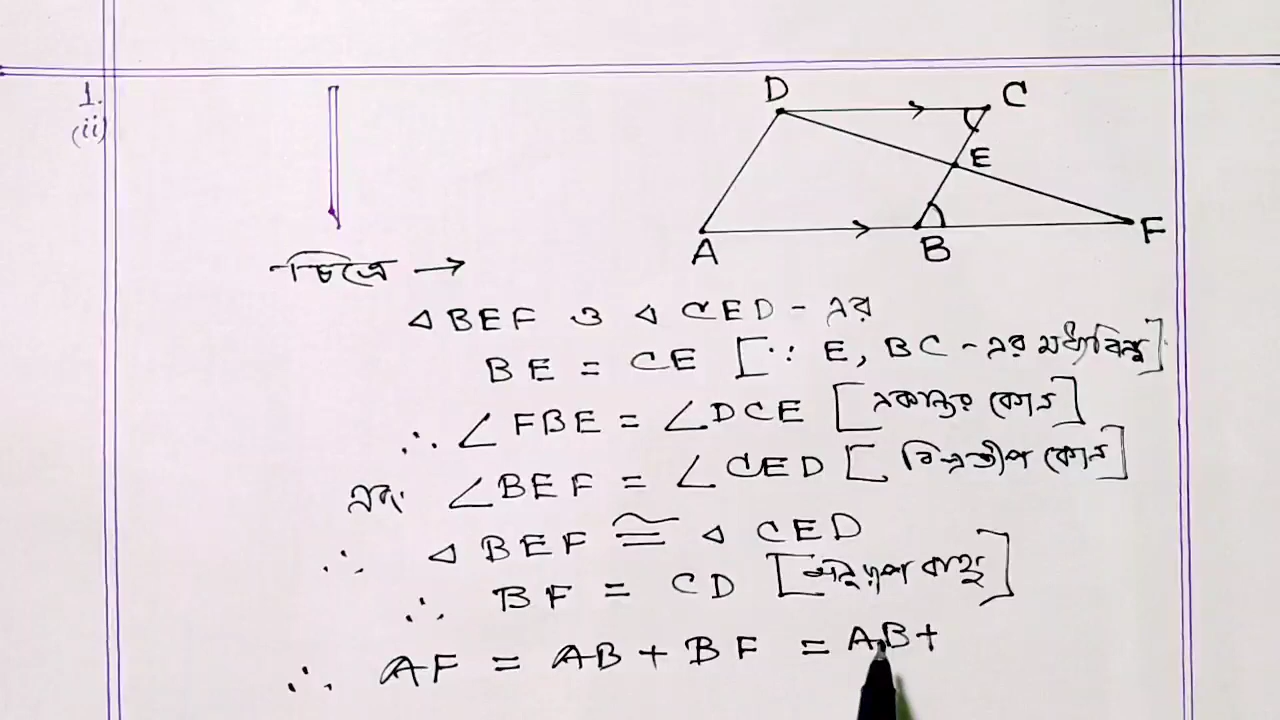 1.
(ii)
D C
E
A B F
চিত্রে →
△BEF ও △CED-এর
BE = CE [∵ E, BC-এর মধ্যবিন্দু]
∴ ∠FBE = ∠DCE [একান্তর কোন]
এবং ∠BEF = ∠CED [বিপ্রতীপ কোন]
∴ △BEF ≅ △CED
∴ BF = CD [অনুরূপ বাহু]
∴ AF = AB + BF = AB +